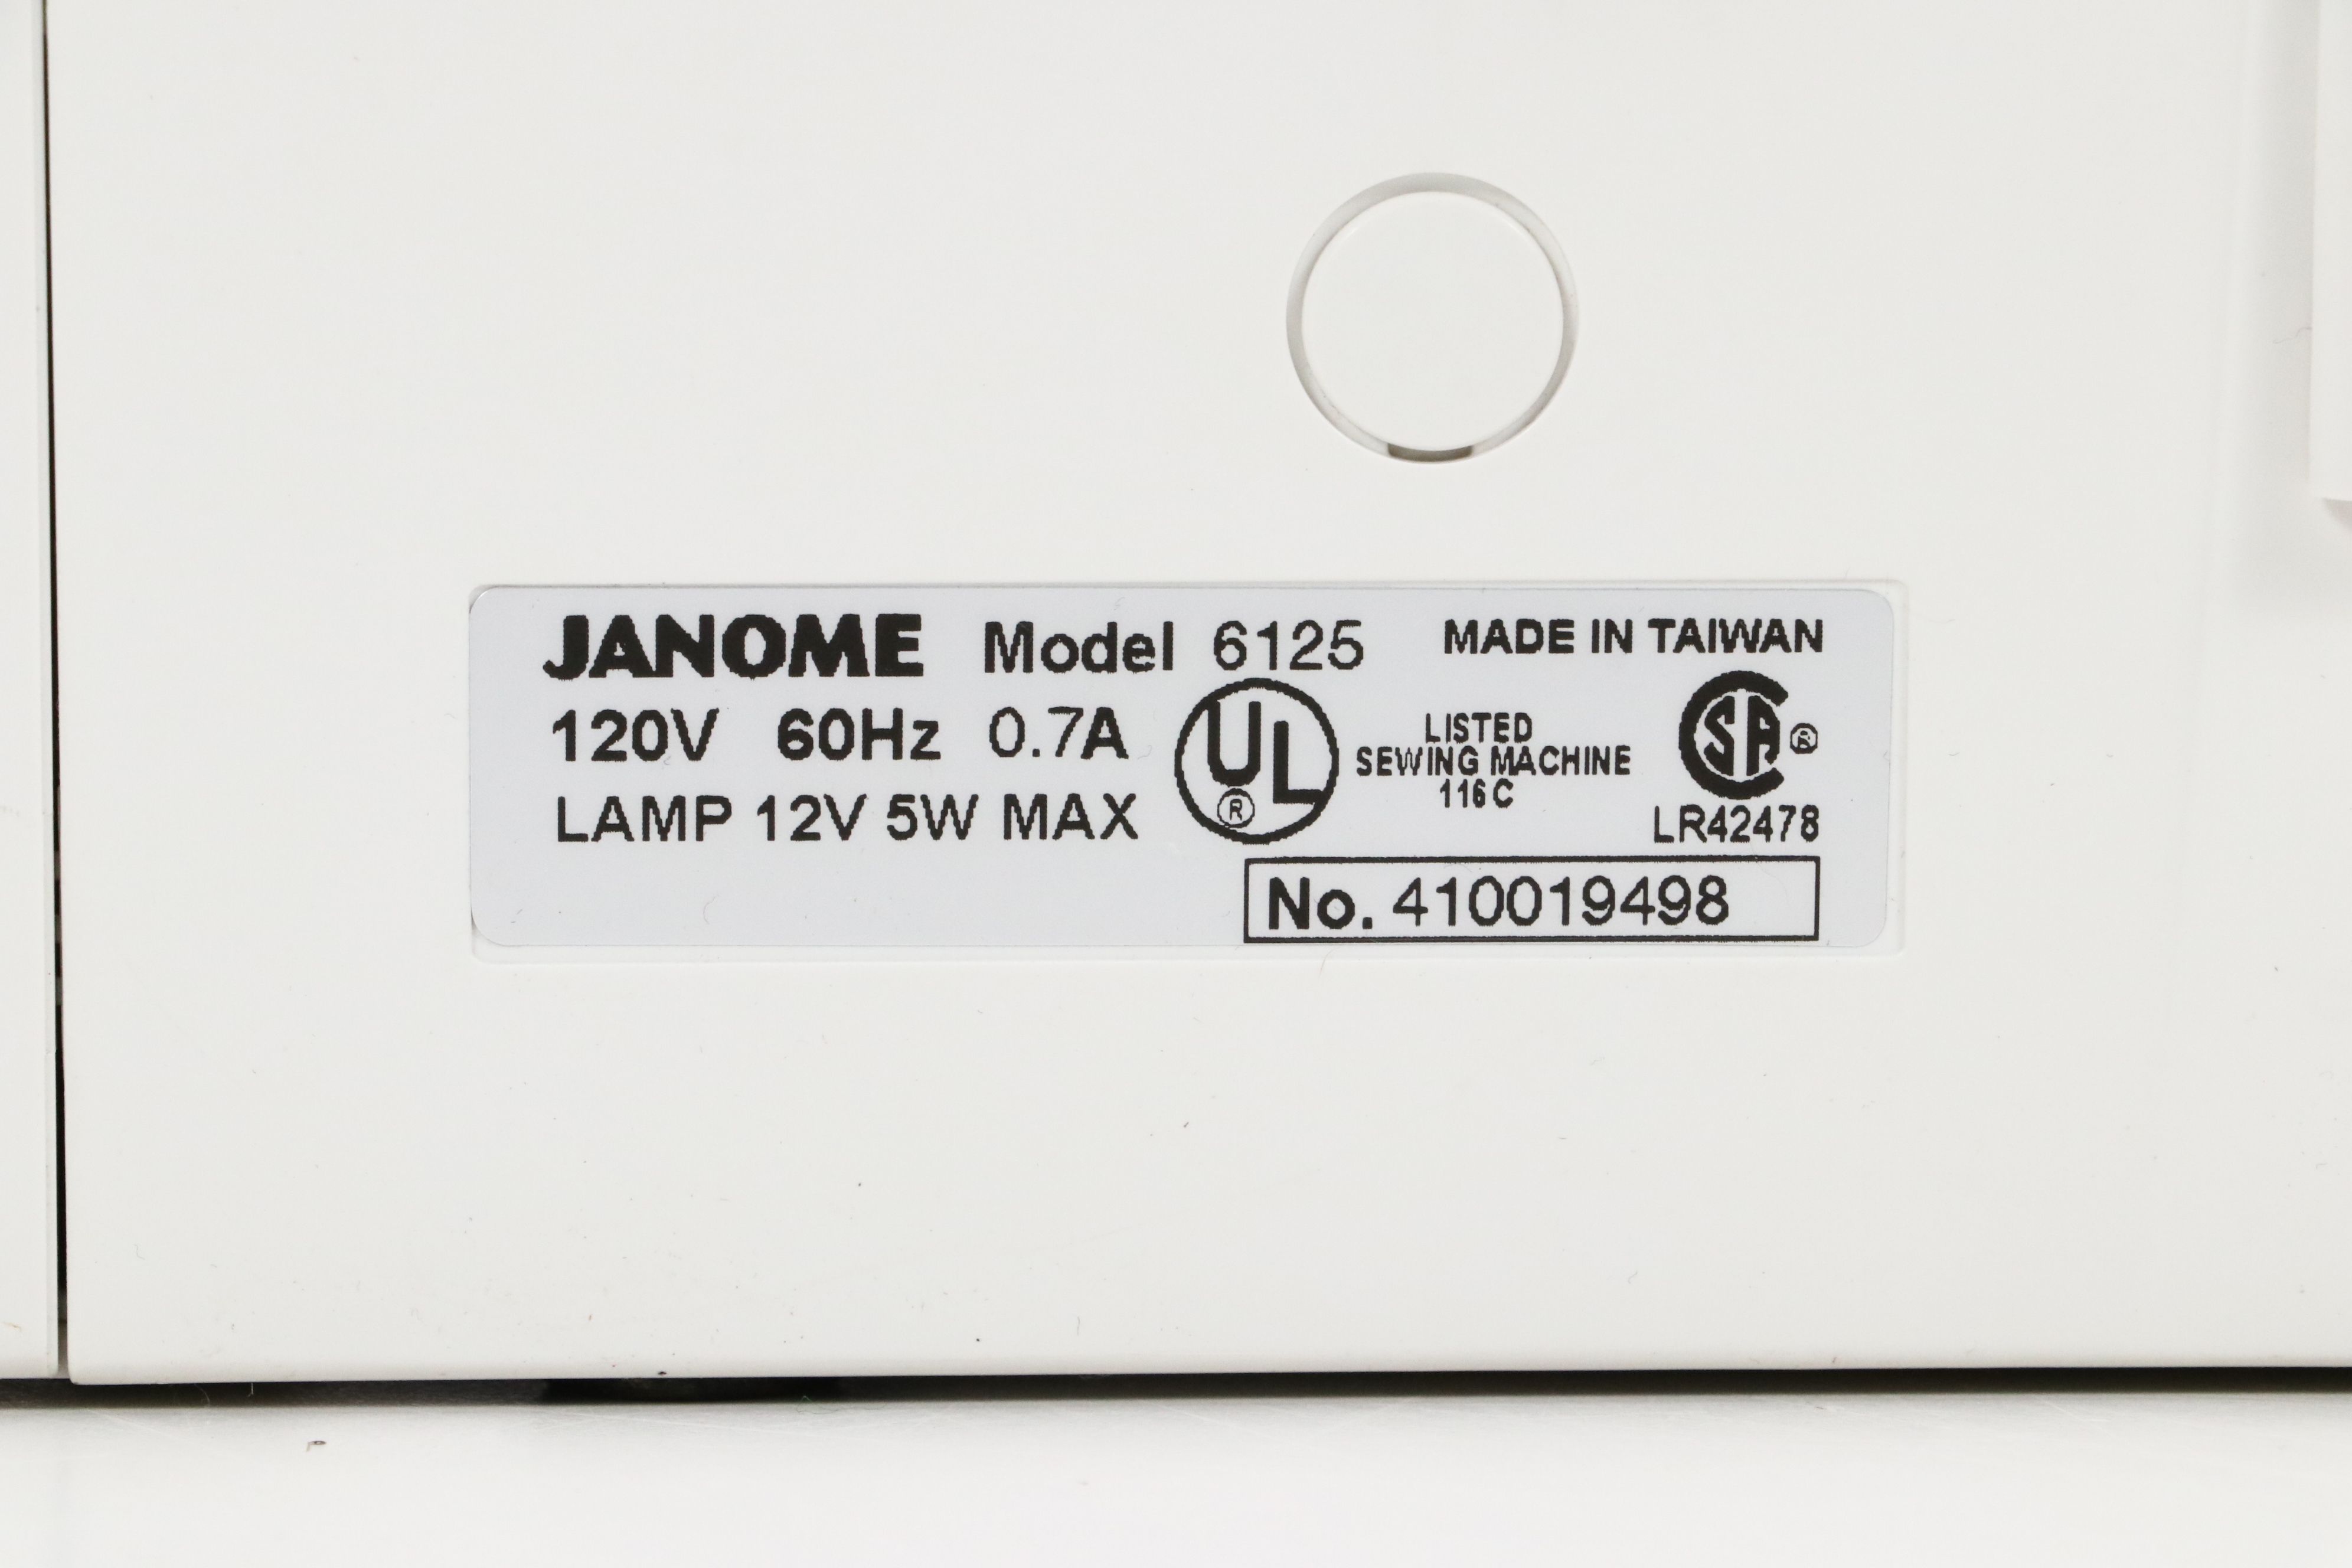 JANOME Model 6125 MADE IN TAIWAN
120V 60Hz 0.7A
LAMP 12V 5W MAX
UL ®
LISTED
SEWING MACHINE
116C
CSA ®
LR42478
No. 410019498